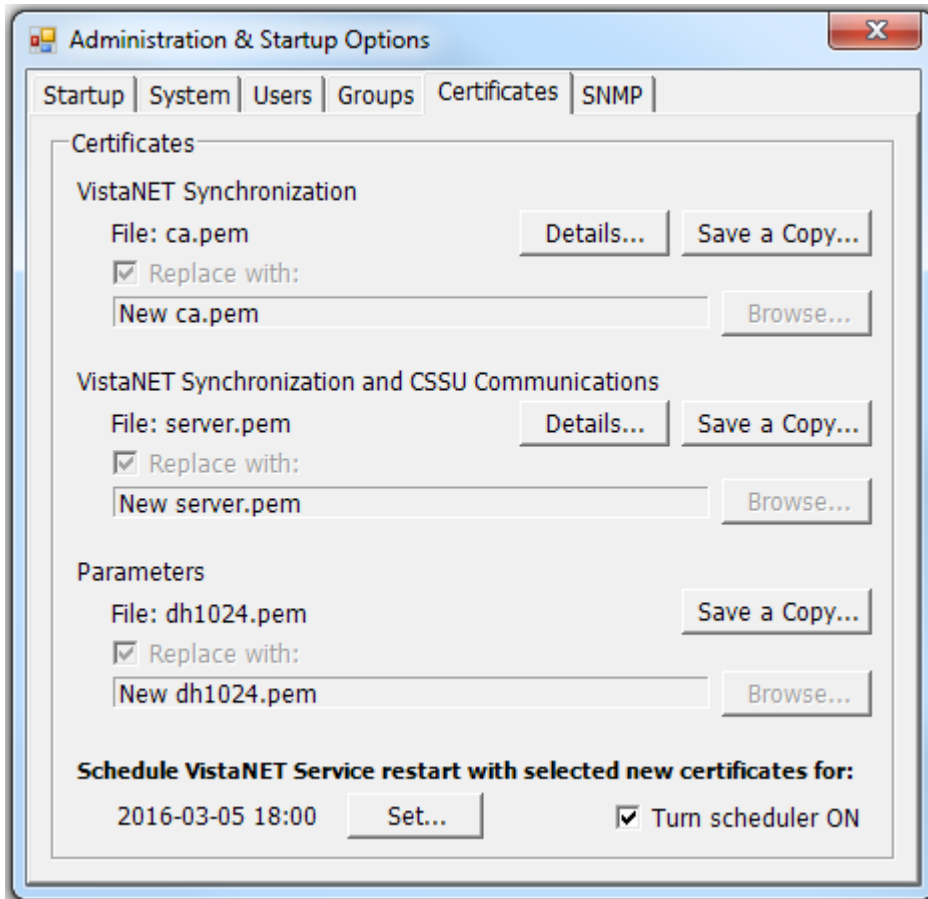 Administration & Startup Options
Startup System Users Groups Certificates SNMP
Certificates
VistaNET Synchronization
File: ca.pem Details... Save a Copy...
Replace with:
New ca.pem Browse...
VistaNET Synchronization and CSSU Communications
File: server.pem Details... Save a Copy...
Replace with:
New server.pem Browse...
Parameters
File: dh1024.pem Save a Copy...
Replace with:
New dh1024.pem Browse...
Schedule VistaNET Service restart with selected new certificates for:
2016-03-05 18:00 Set... Turn scheduler ON